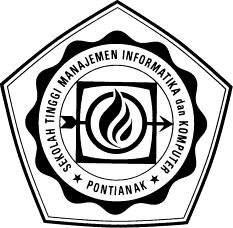 SEKOLAH TINGGI MANAJEMEN INFORMATIKA dan KOMPUTER
PONTIANAK